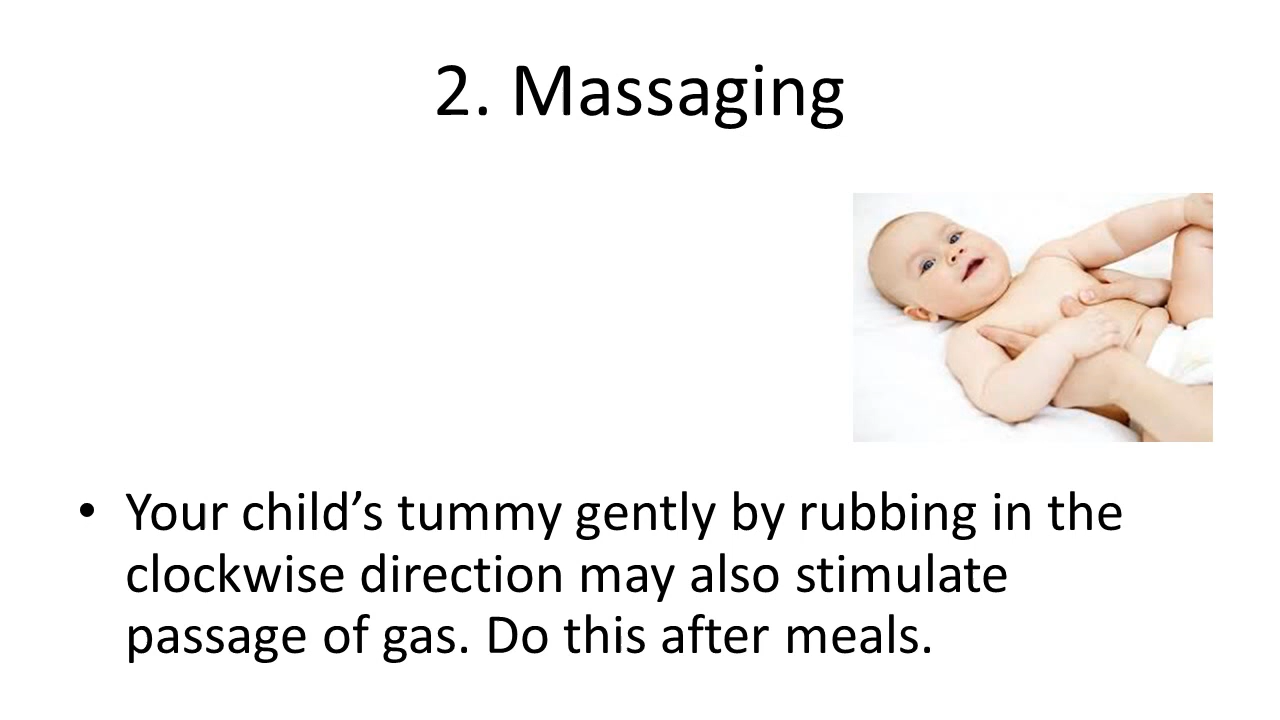 2. Massaging
• Your child’s tummy gently by rubbing in the
clockwise direction may also stimulate
passage of gas. Do this after meals.